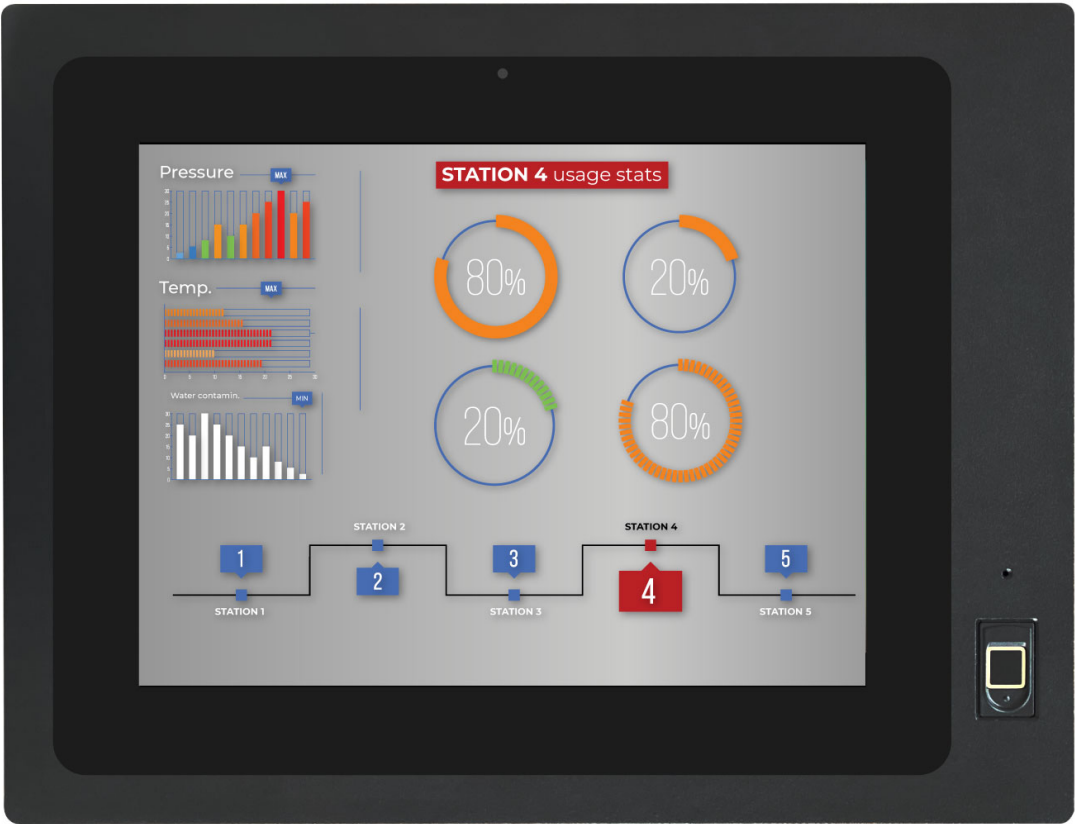 Pressure
MAX
STATION 4 usage stats
80%
20%
Temp.
MAX
20%
80%
Water contamin.
MIN
STATION 2
STATION 4
1
3
5
2
4
STATION 1
STATION 3
STATION 5